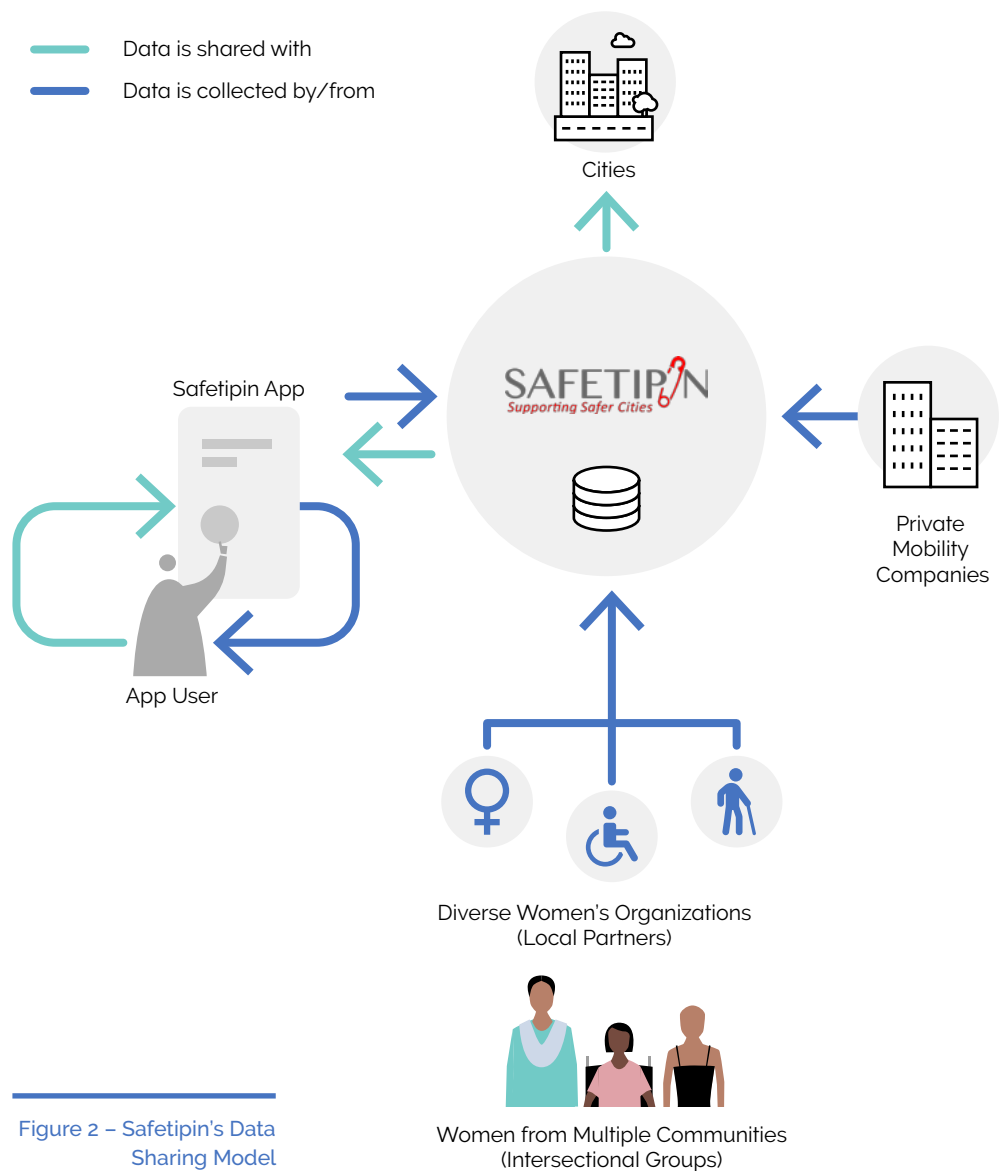 Data is shared with
Data is collected by/from
Cities
Safetipin App
SAFETIPIN
Supporting Safer Cities
Private
Mobility
Companies
App User
Diverse Women's Organizations
(Local Partners)
Women from Multiple Communities
(Intersectional Groups)
Figure 2 – Safetipin's Data
Sharing Model